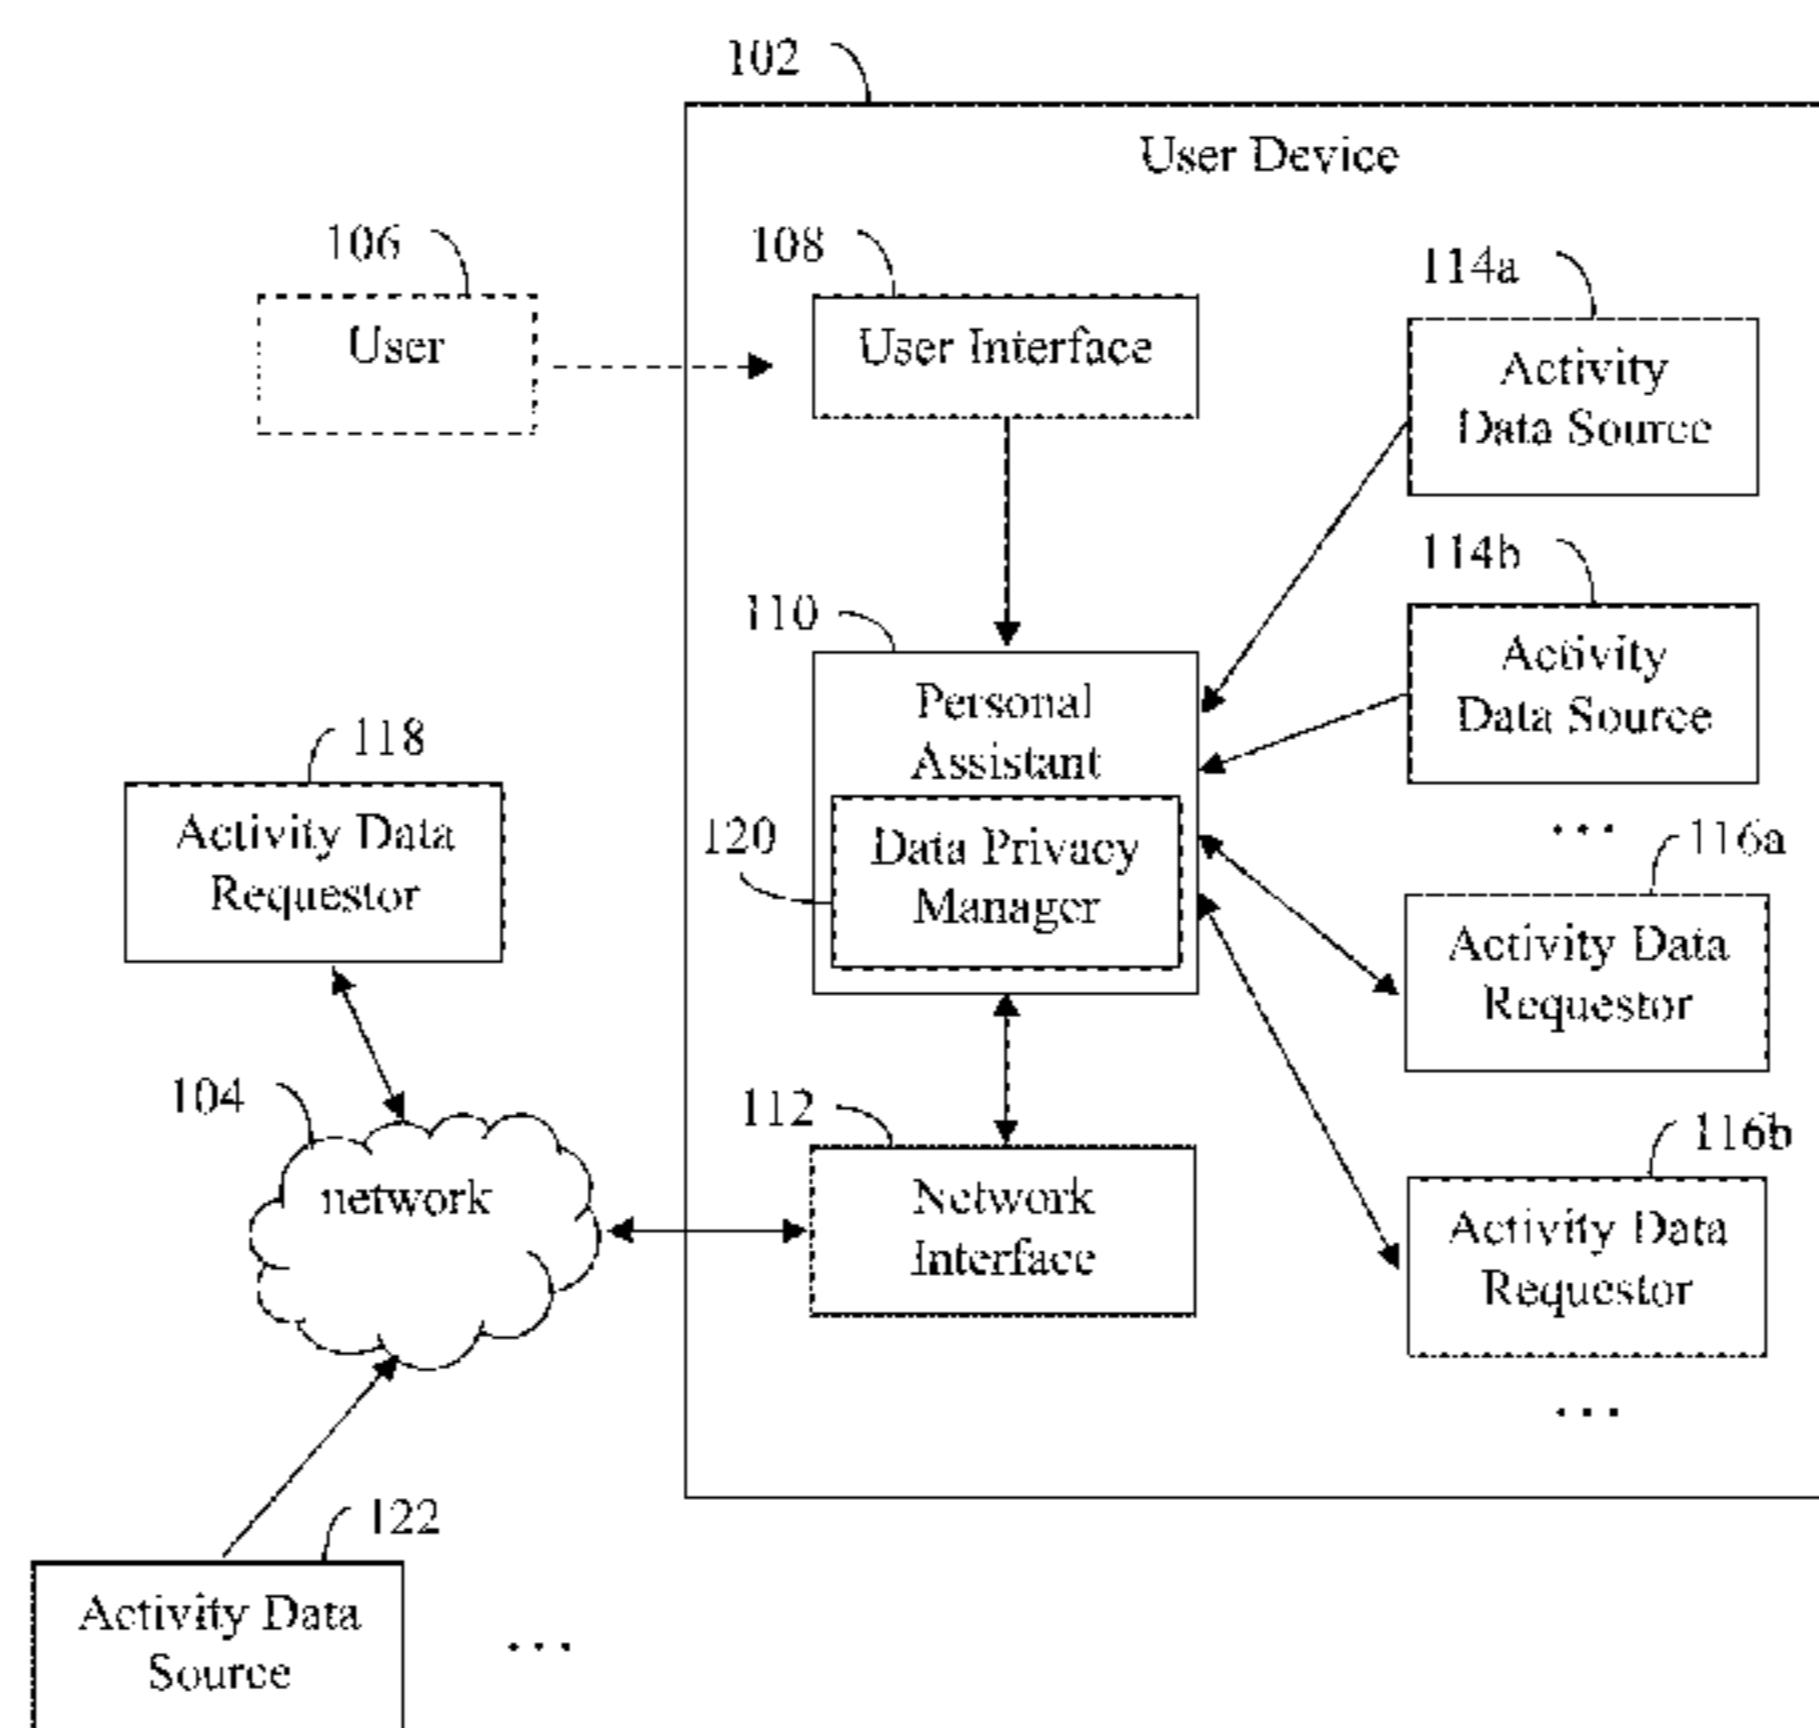 102
User Device
106
108
114a
User
User Interface
Activity
Data Source
114b
110
Activity
Data Source
Personal
Assistant
118
Activity Data
Requestor
120
Data Privacy
Manager
...
116a
Activity Data
Requestor
104
112
116b
network
Network
Interface
Activity Data
Requestor
...
122
Activity Data
Source
...